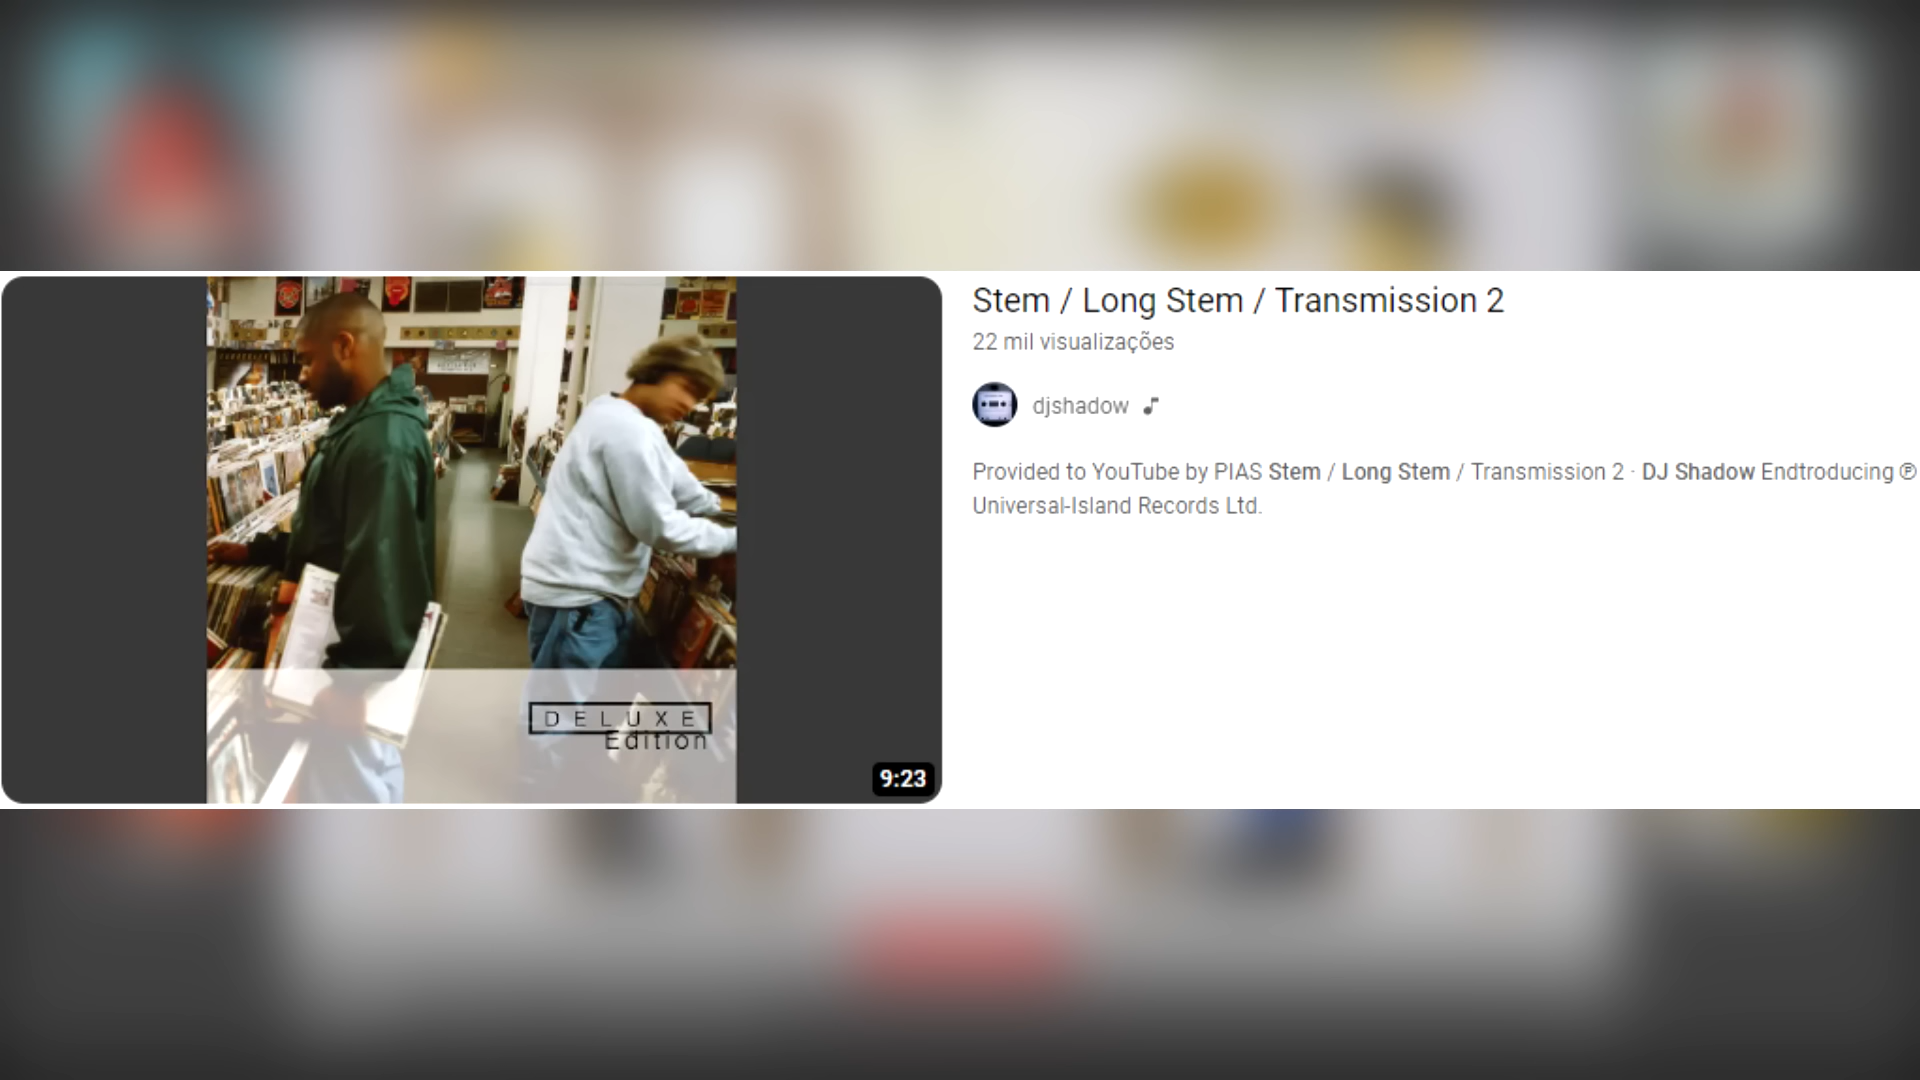 Stem / Long Stem / Transmission 2
22 mil visualizações
djshadow
Provided to YouTube by PIAS Stem / Long Stem / Transmission 2 · DJ Shadow Endtroducing ℗
Universal-Island Records Ltd.
DELUXE
Edition
9:23